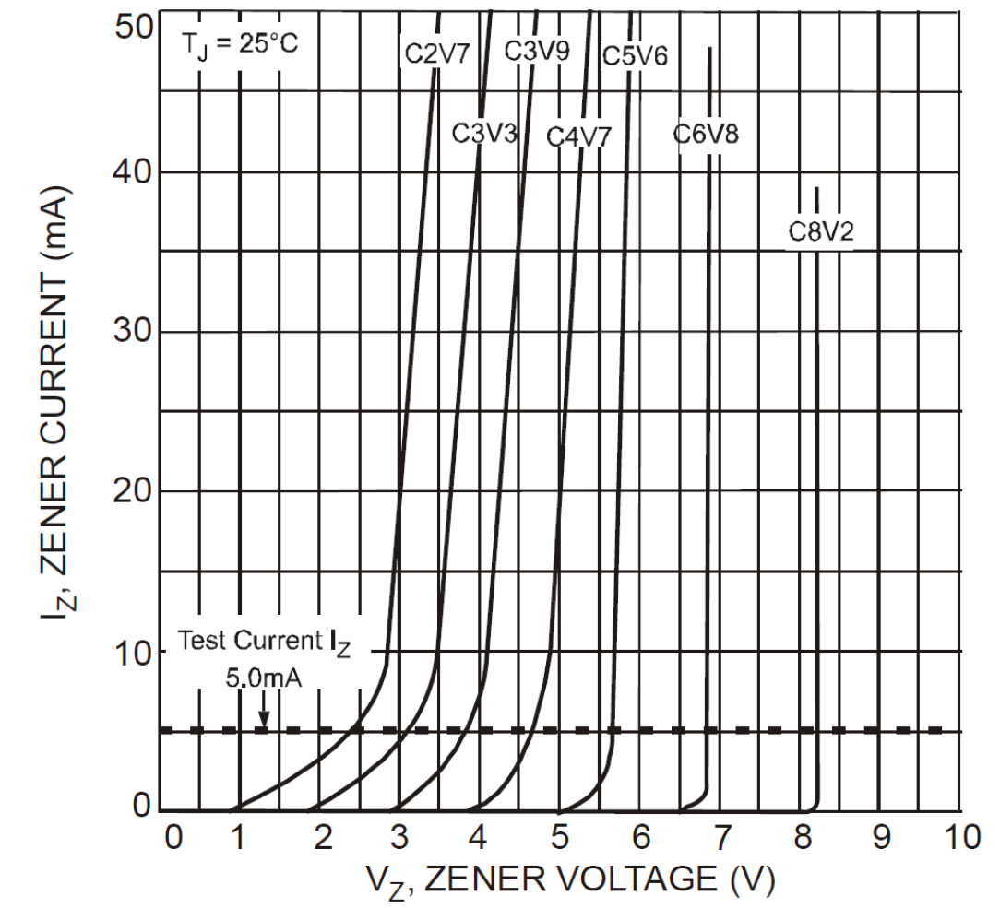 I_Z, ZENER CURRENT (mA)
50
40
30
20
10
0
T_J = 25°C
C2V7
C3V9
C5V6
C3V3
C4V7
C6V8
C8V2
Test Current I_Z
5.0mA
0 1 2 3 4 5 6 7 8 9 10
V_Z, ZENER VOLTAGE (V)